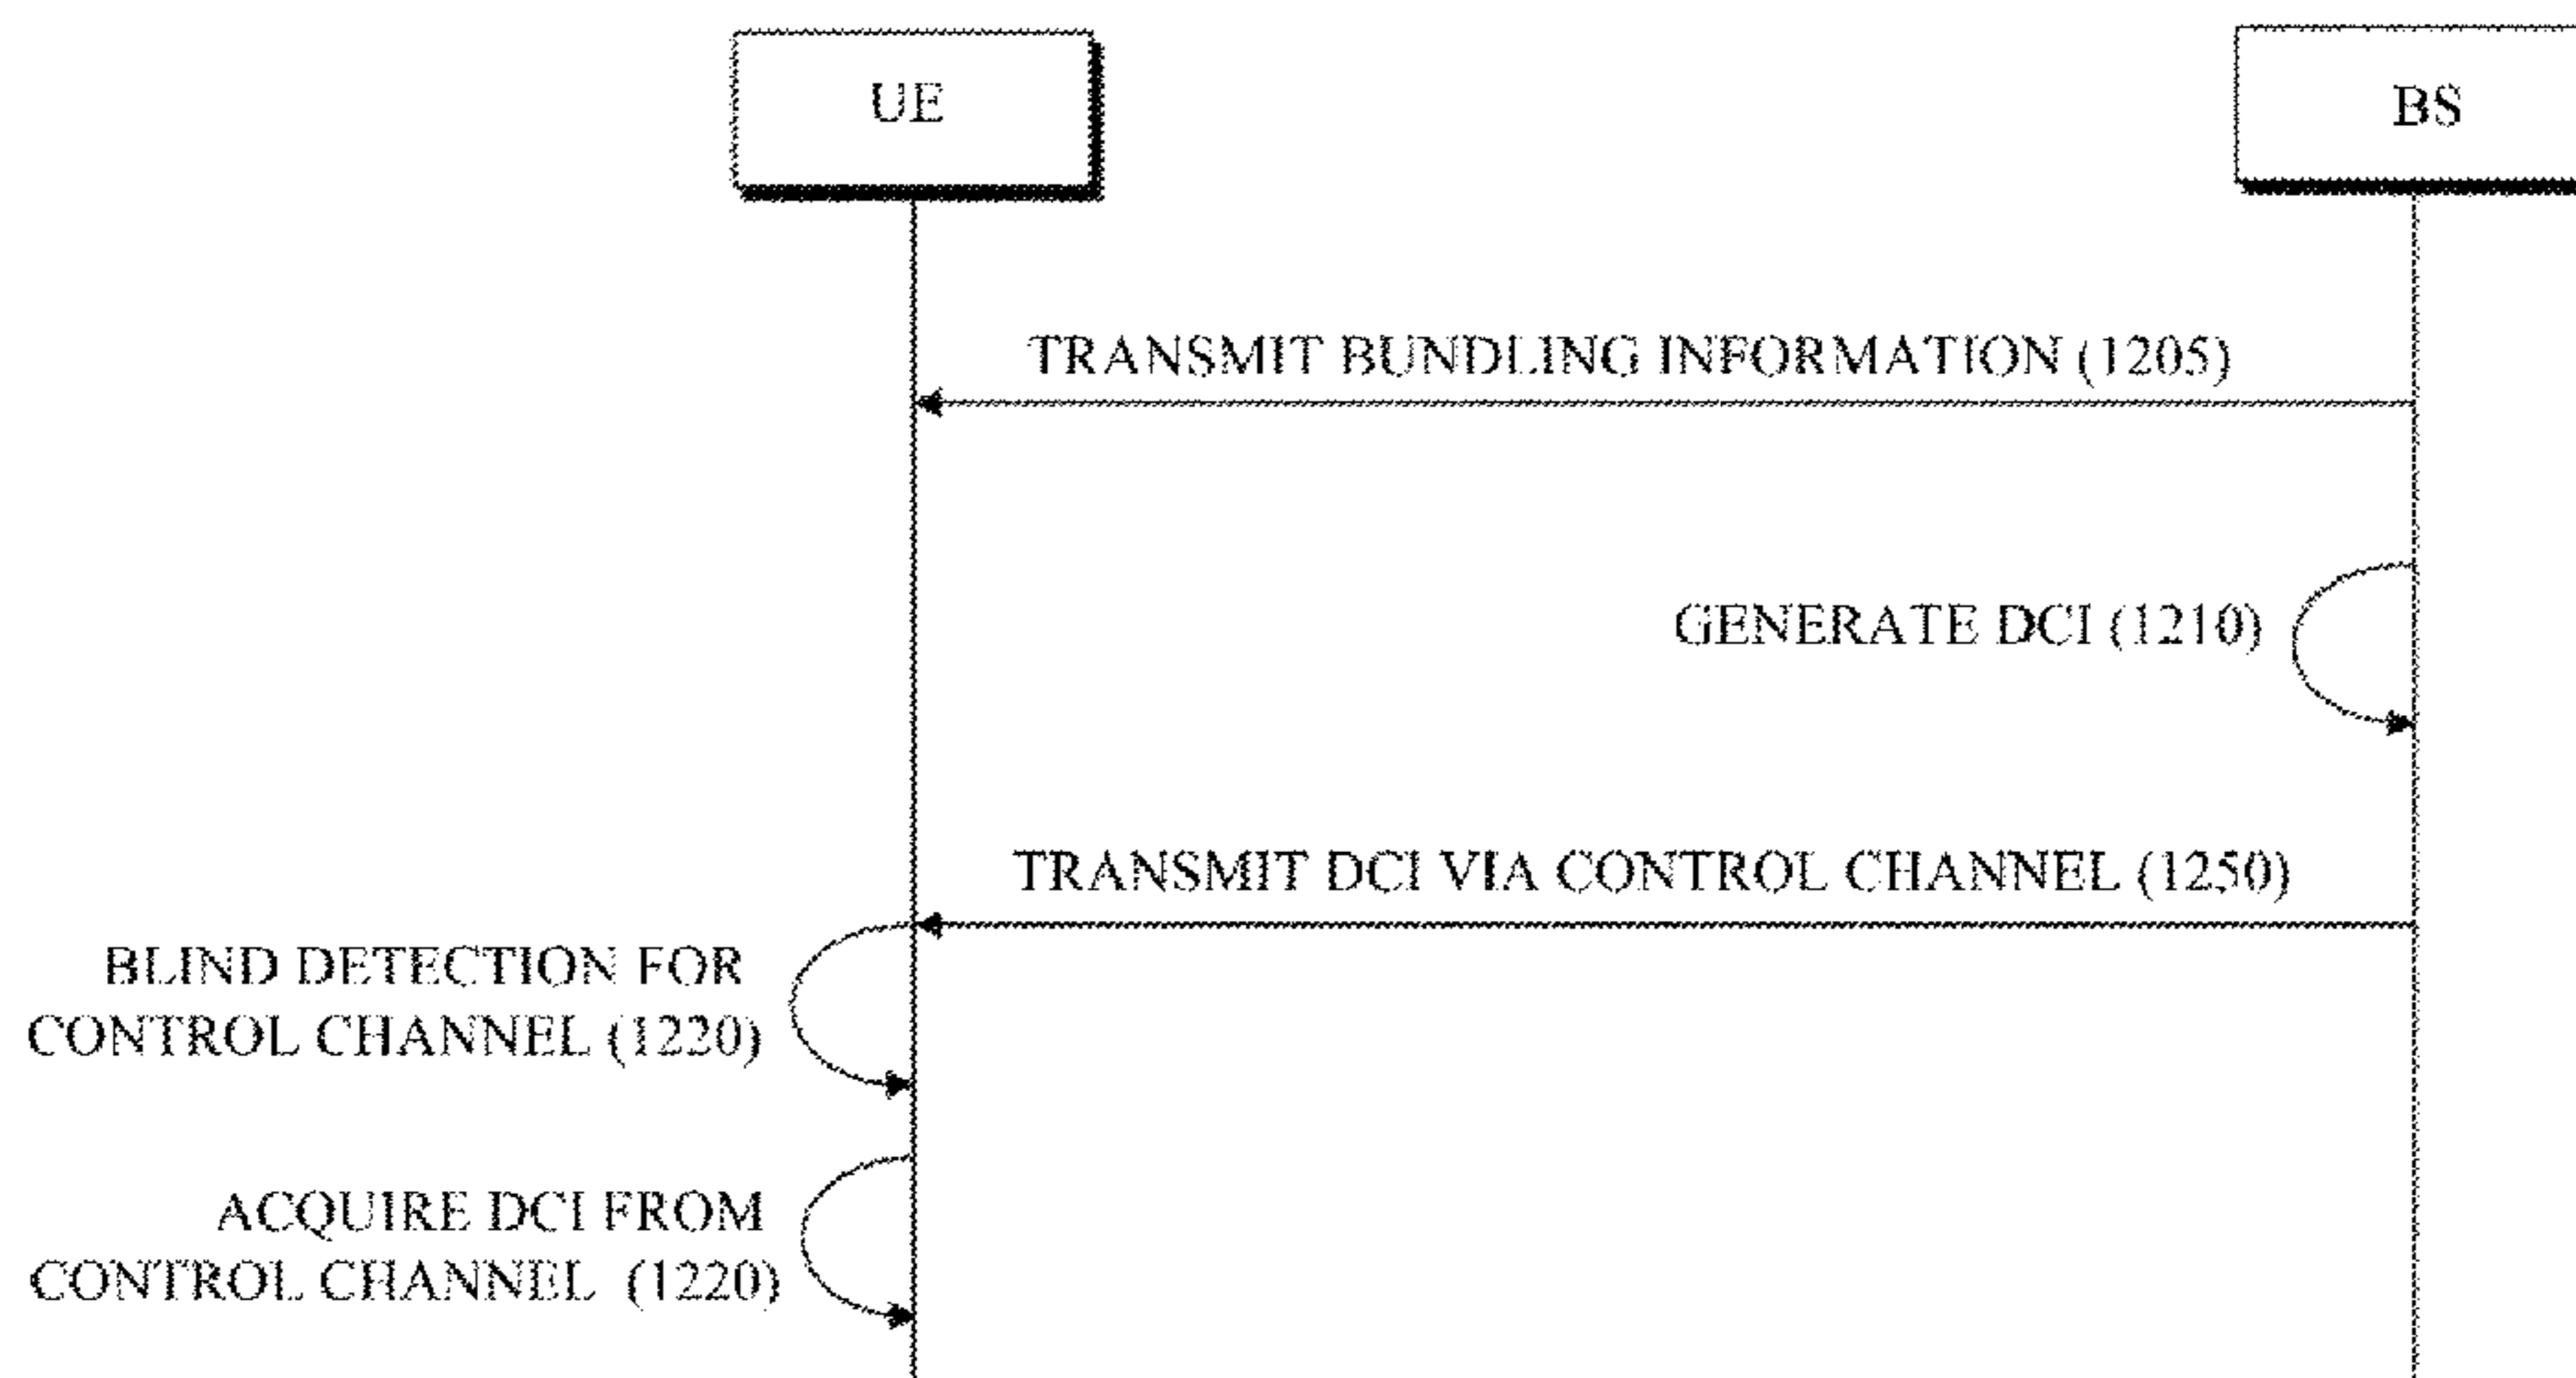 UE
BS
TRANSMIT BUNDLING INFORMATION (1205)
GENERATE DCI (1210)
TRANSMIT DCI VIA CONTROL CHANNEL (1250)
BLIND DETECTION FOR
CONTROL CHANNEL (1220)
ACQUIRE DCI FROM
CONTROL CHANNEL (1220)